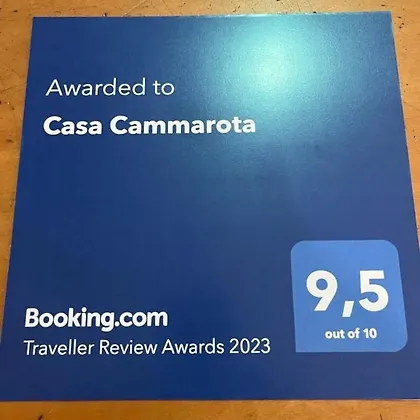 Awarded to
Casa Cammarota
9,5
out of 10
Booking.com
Traveller Review Awards 2023